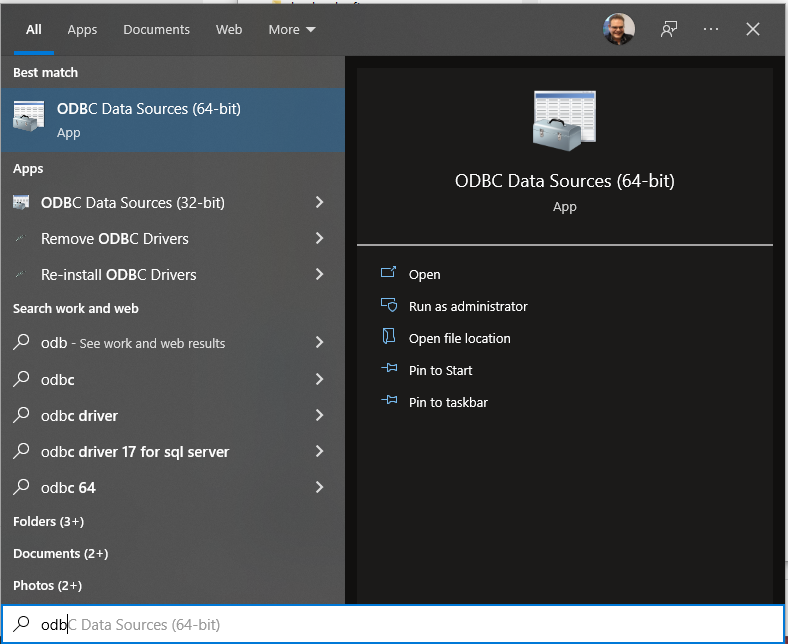 All Apps Documents Web More
Best match
ODBC Data Sources (64-bit)
App
Apps
ODBC Data Sources (32-bit)
Remove ODBC Drivers
Re-install ODBC Drivers
Search work and web
odb - See work and web results
odbc
odbc driver
odbc driver 17 for sql server
odbc 64
Folders (3+)
Documents (2+)
Photos (2+)
ODBC Data Sources (64-bit)
App
Open
Run as administrator
Open file location
Pin to Start
Pin to taskbar
odbC Data Sources (64-bit)